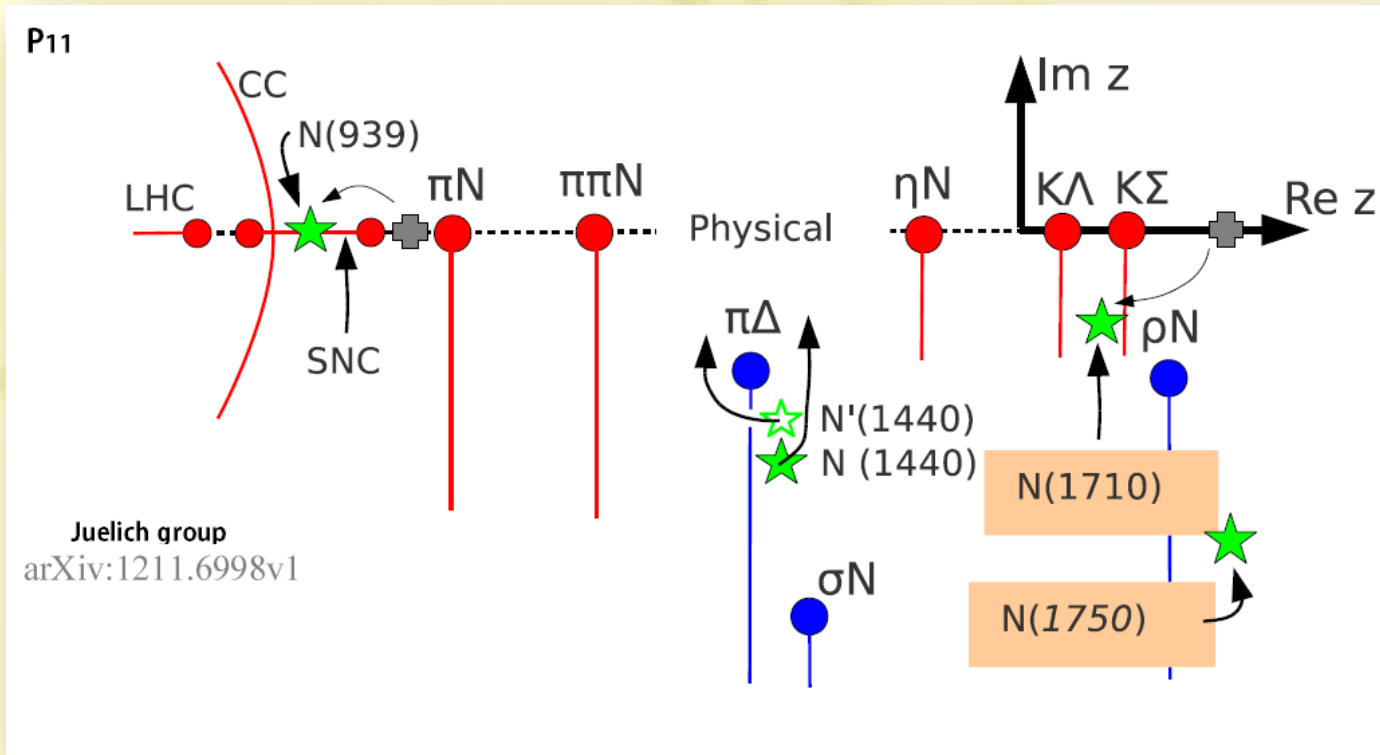 P11
CC
Im z
N(939)
LHC
πN
ππN
ηN
KΛ
KΣ
Re z
Physical
πΔ
ρN
SNC
N'(1440)
N (1440)
N(1710)
Juelich group
arXiv:1211.6998v1
σN
N(1750)